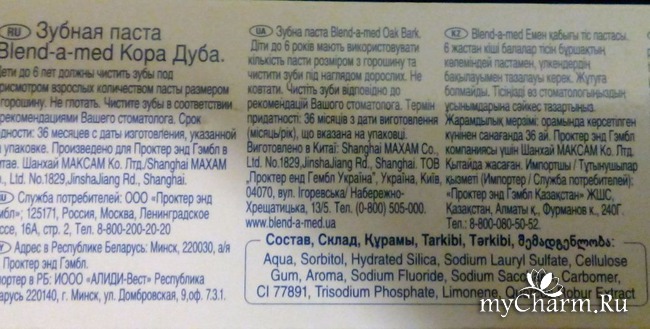 RU Зубная паста
Blend-a-med Кора Дуба.
Дети до 6 лет должны чистить зубы под
присмотром взрослых количеством пасты размером
горошину. Не глотать. Чистите зубы в соответствии
рекомендациями Вашего стоматолога. Срок
годности: 36 месяцев с даты изготовления, указанной
на упаковке. Произведено для Проктер энд Гэмбл в
Китае. Шанхай МАКСАМ Ко. Лтд./Shanghai MAXAM
Co., Ltd. No.1829,JinshaJiang Rd., Shanghai.
RU Служба потребителей: ООО «Проктер энд
Гэмбл»; 125171, Россия, Москва, Ленинградское
шоссе, 16А, стр. 2, Тел. 8-800-200-20-20
Адрес в Республике Беларусь: Минск, 220030, а/я
Проктер энд Гэмбл.
Импортер в РБ: ИООО «АЛИДИ-Вест» Республика
Беларусь 220140, г. Минск, ул. Домбровская, 9,оф. 7.3.1.
UA Зубна паста Blend-a-med Oak Bark.
Діти до 6 років мають використовувати
кількість пасти розміром з горошину та
чистити зуби під наглядом дорослих. Не
ковтати. Чистіть зуби відповідно до
рекомендацій Вашого стоматолога. Термін
придатності: 36 місяців з дати виготовлення
(місяць/рік), що вказана на упаковці.
Виготовлено в Китаї: Shanghai MAXAM Co.,
Ltd. No.1829,JinshaJiang Rd., Shanghai. ТОВ
„Проктер енд Гембл Україна”, Україна, Київ,
04070, вул. Ігоревська/ Набережно-
Хрещатицька, 13/5. Тел. (0-800) 505-000.
www.blend-a-med.ua
KZ Blend-a-med Емен қабығы тіс пастасы.
6 жастан кіші балалар тісін бұршақтың
көлеміндей пастамен, үлкендердің
бақылауымен тазалауы керек. Жұтуға
болмайды. Тісіңізді өз стоматологыңыздың
ұсыныстарына сәйкес тазартыңыз.
Жарамдылық мерзімі: орамында көрсетілген
күнінен санағанда 36 ай. Проктер энд Гэмбл
компаниясы үшін Шанхай МАКСАМ Ко. Лтд.
Қытайда жасаған. Импортшы / Тұтынушылар
қызметі (Импортер / Служба потребителей):
«Проктер энд Гэмбл Казахстан» ЖШС,
Қазақстан, Алматы қ., Фурманов к., 240Г.
Тел.: 8-800-080-50-52.
Состав, Склад, Құрамы, Tarkibi, Tərkibi, შემადგენლობა:
Aqua, Sorbitol, Hydrated Silica, Sodium Lauryl Sulfate, Cellulose
Gum, Aroma, Sodium Fluoride, Sodium Saccharin, Carbomer,
CI 77891, Trisodium Phosphate, Limonene, Quercus Robur Extract
myCharm.Ru